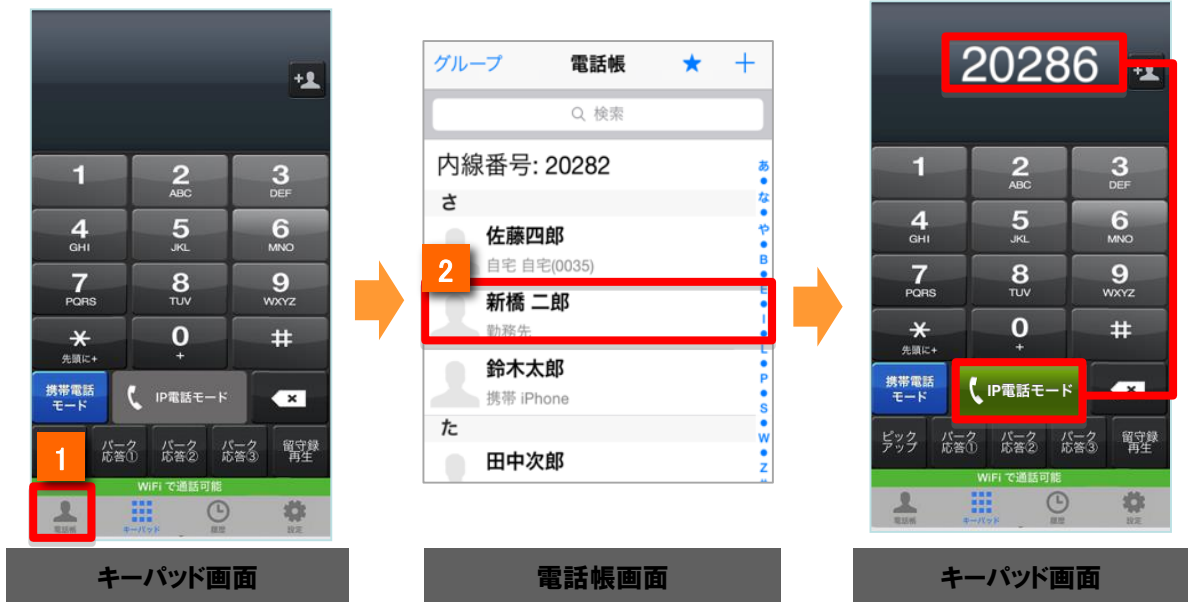 1
2
ABC
3
DEF
4
GHI
5
JKL
6
MNO
7
PQRS
8
TUV
9
WXYZ
先頭に+
0
+
#
携帯電話
モード
IP電話モード
×
1
パーク
応答①
パーク
応答②
パーク
応答③
留守録
再生
WiFi で通話可能
電話帳
キーパッド
履歴
設定
キーパッド画面
グループ
電話帳
★
+
検索
内線番号: 20282
さ
佐藤四郎
自宅 自宅(0035)
2
新橋 二郎
勤務先
鈴木太郎
携帯 iPhone
た
田中次郎
あ
な
や
B
E
I
L
P
S
W
Z
電話帳画面
20286
1
2
ABC
3
DEF
4
GHI
5
JKL
6
MNO
7
PQRS
8
TUV
9
WXYZ
先頭に+
0
+
#
携帯電話
モード
IP電話モード
×
ピック
アップ
パーク
応答①
パーク
応答②
パーク
応答③
留守録
再生
WiFi で通話可能
電話帳
キーパッド
履歴
設定
キーパッド画面